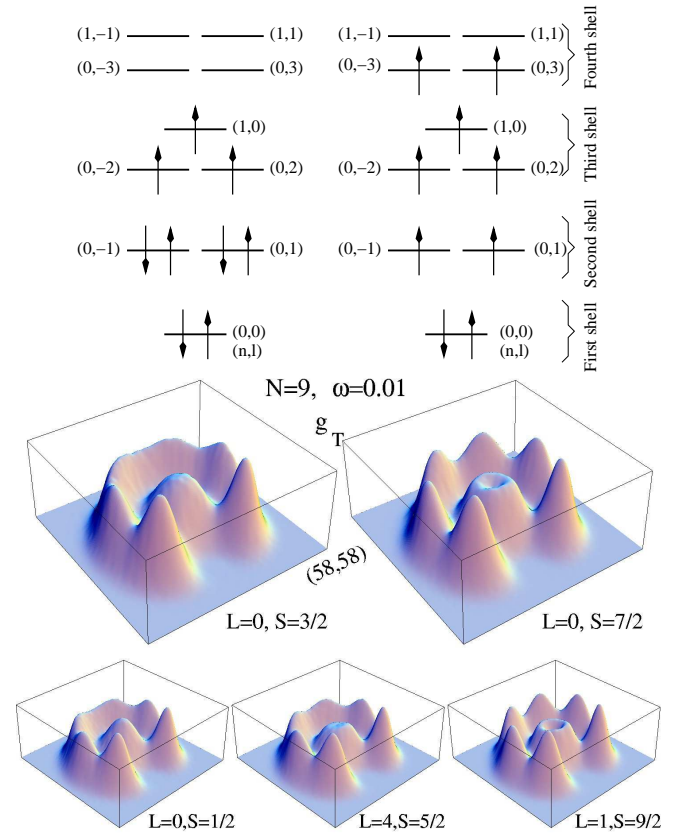 (1,−1) (1,1) (1,−1) (1,1)
(0,−3) (0,3) (0,−3) (0,3)
Fourth shell
(1,0) (1,0)
(0,−2) (0,2) (0,−2) (0,2)
Third shell
(0,−1) (0,1) (0,−1) (0,1)
Second shell
(0,0) (0,0)
(n,l) (n,l)
First shell
N=9, ω=0.01
g T
(58,58)
L=0, S=3/2 L=0, S=7/2
L=0,S=1/2 L=4,S=5/2 L=1,S=9/2